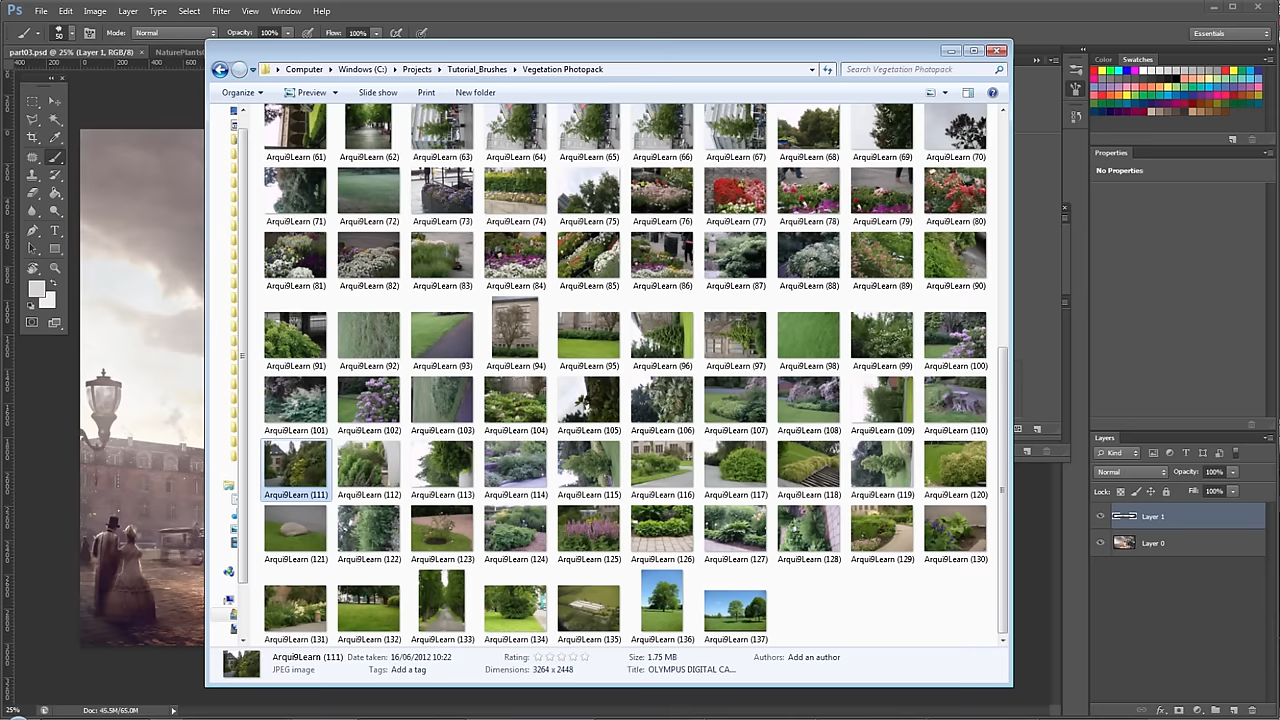 Ps File Edit Image Layer Type Select Filter View Window Help
50 Mode: Normal Opacity: 100% Flow: 100% Essentials
part03.psd @ 25% (Layer 1, RGB/8) × NaturePlants
Computer Windows (C:) Projects Tutorial_Brushes Vegetation Photopack Search Vegetation Photopack
Color Swatches
Organize Preview Slide show Print New folder
Arqui9Learn (61) Arqui9Learn (62) Arqui9Learn (63) Arqui9Learn (64) Arqui9Learn (65) Arqui9Learn (66) Arqui9Learn (67) Arqui9Learn (68) Arqui9Learn (69) Arqui9Learn (70)
Properties
No Properties
Arqui9Learn (71) Arqui9Learn (72) Arqui9Learn (73) Arqui9Learn (74) Arqui9Learn (75) Arqui9Learn (76) Arqui9Learn (77) Arqui9Learn (78) Arqui9Learn (79) Arqui9Learn (80)
Arqui9Learn (81) Arqui9Learn (82) Arqui9Learn (83) Arqui9Learn (84) Arqui9Learn (85) Arqui9Learn (86) Arqui9Learn (87) Arqui9Learn (88) Arqui9Learn (89) Arqui9Learn (90)
Arqui9Learn (91) Arqui9Learn (92) Arqui9Learn (93) Arqui9Learn (94) Arqui9Learn (95) Arqui9Learn (96) Arqui9Learn (97) Arqui9Learn (98) Arqui9Learn (99) Arqui9Learn (100)
Arqui9Learn (101) Arqui9Learn (102) Arqui9Learn (103) Arqui9Learn (104) Arqui9Learn (105) Arqui9Learn (106) Arqui9Learn (107) Arqui9Learn (108) Arqui9Learn (109) Arqui9Learn (110)
Layers
Kind
Normal Opacity: 100%
Lock: Fill: 100%
Arqui9Learn (111) Arqui9Learn (112) Arqui9Learn (113) Arqui9Learn (114) Arqui9Learn (115) Arqui9Learn (116) Arqui9Learn (117) Arqui9Learn (118) Arqui9Learn (119) Arqui9Learn (120)
Layer 1
Layer 0
Arqui9Learn (121) Arqui9Learn (122) Arqui9Learn (123) Arqui9Learn (124) Arqui9Learn (125) Arqui9Learn (126) Arqui9Learn (127) Arqui9Learn (128) Arqui9Learn (129) Arqui9Learn (130)
Arqui9Learn (131) Arqui9Learn (132) Arqui9Learn (133) Arqui9Learn (134) Arqui9Learn (135) Arqui9Learn (136) Arqui9Learn (137)
Arqui9Learn (111) Date taken: 16/06/2012 10:22 Rating: Size: 1.75 MB Authors: Add an author
JPEG image Tags: Add a tag Dimensions: 3264 x 2448 Title: OLYMPUS DIGITAL CA...
25% Doc: 45.5M/65.0M